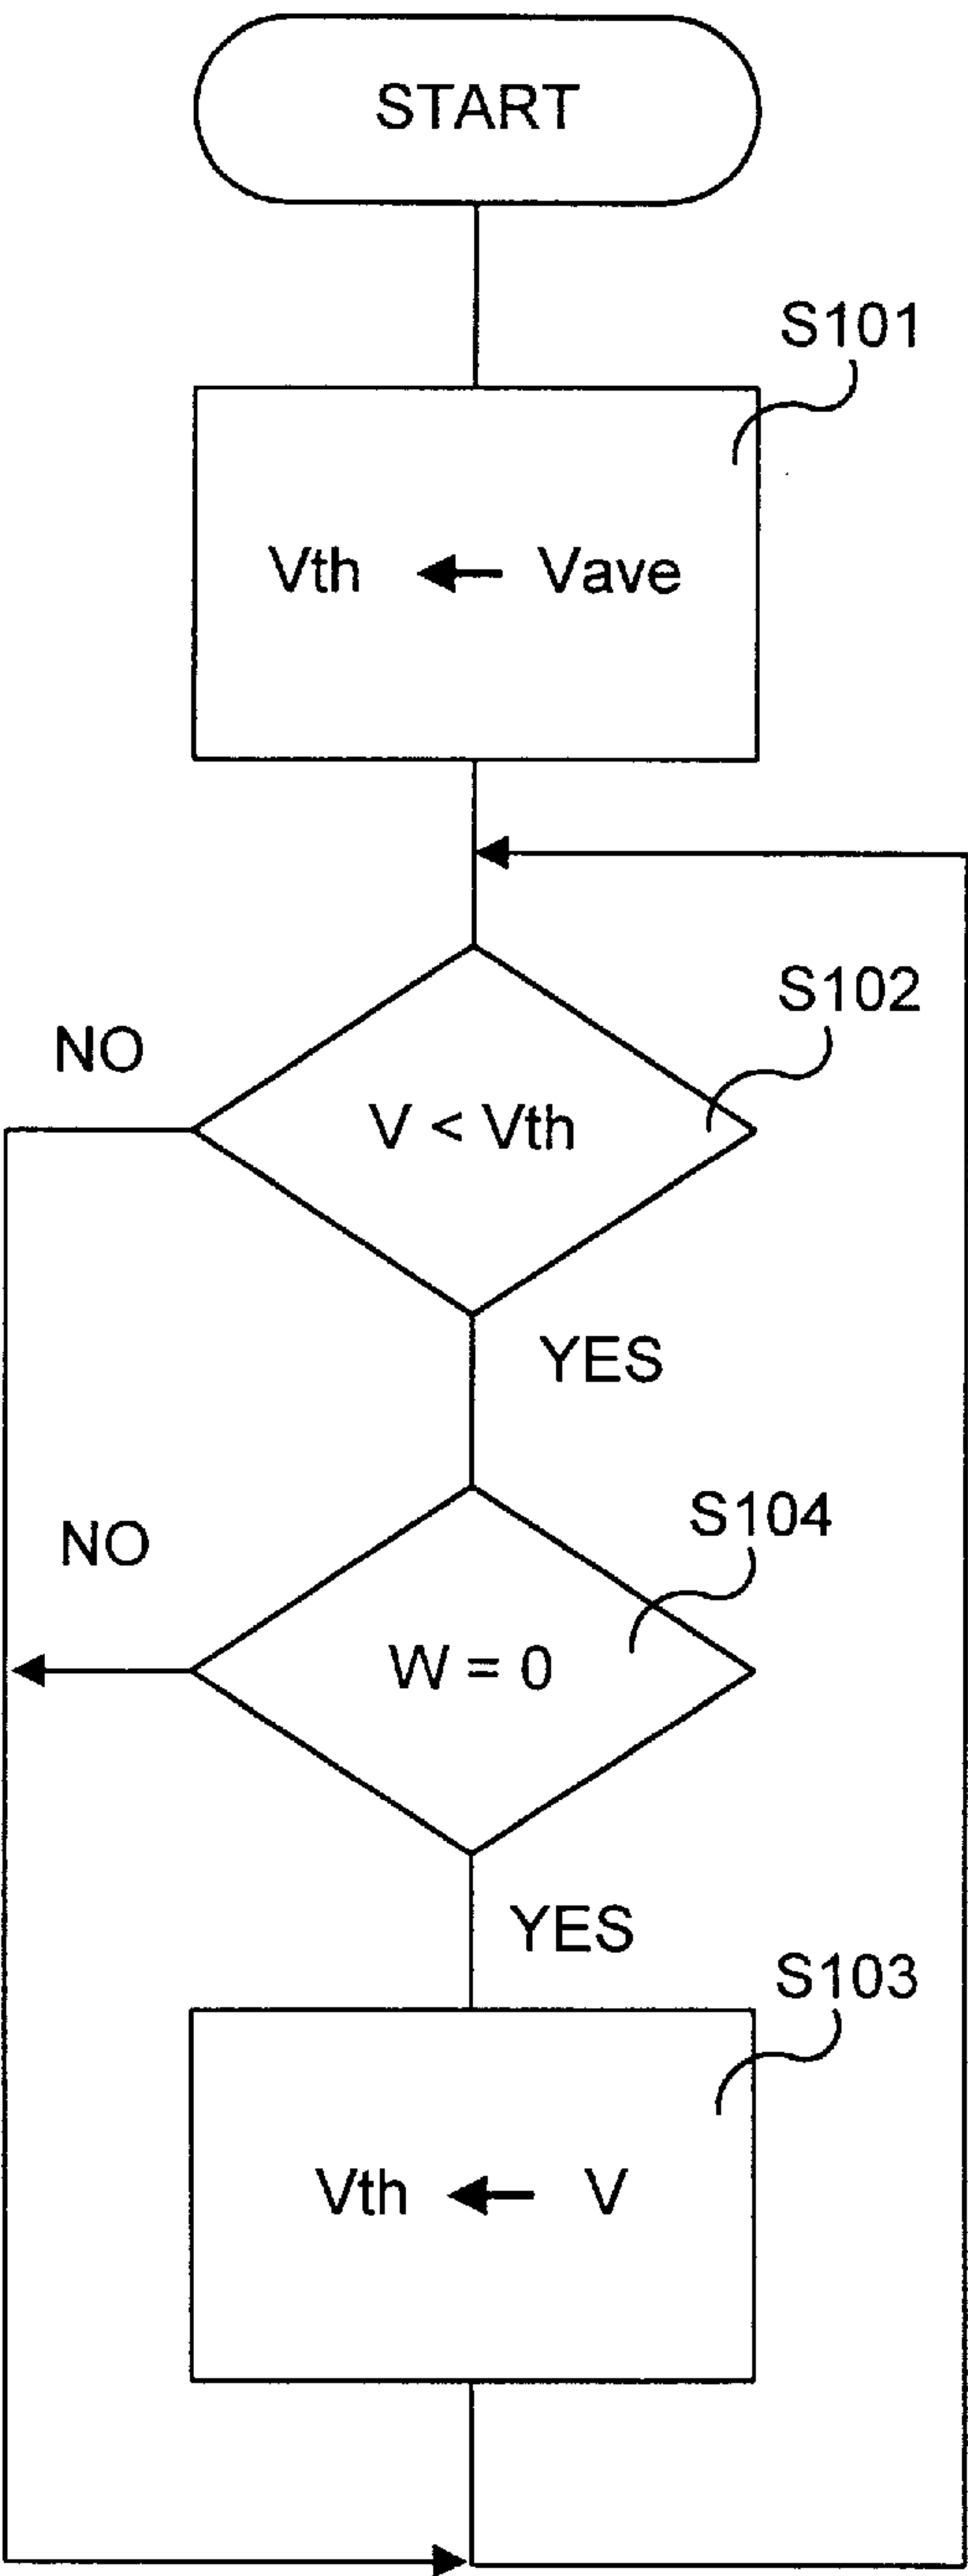 START
S101
Vth ← Vave
S102
NO
V < Vth
YES
S104
NO
W = 0
YES
S103
Vth ← V